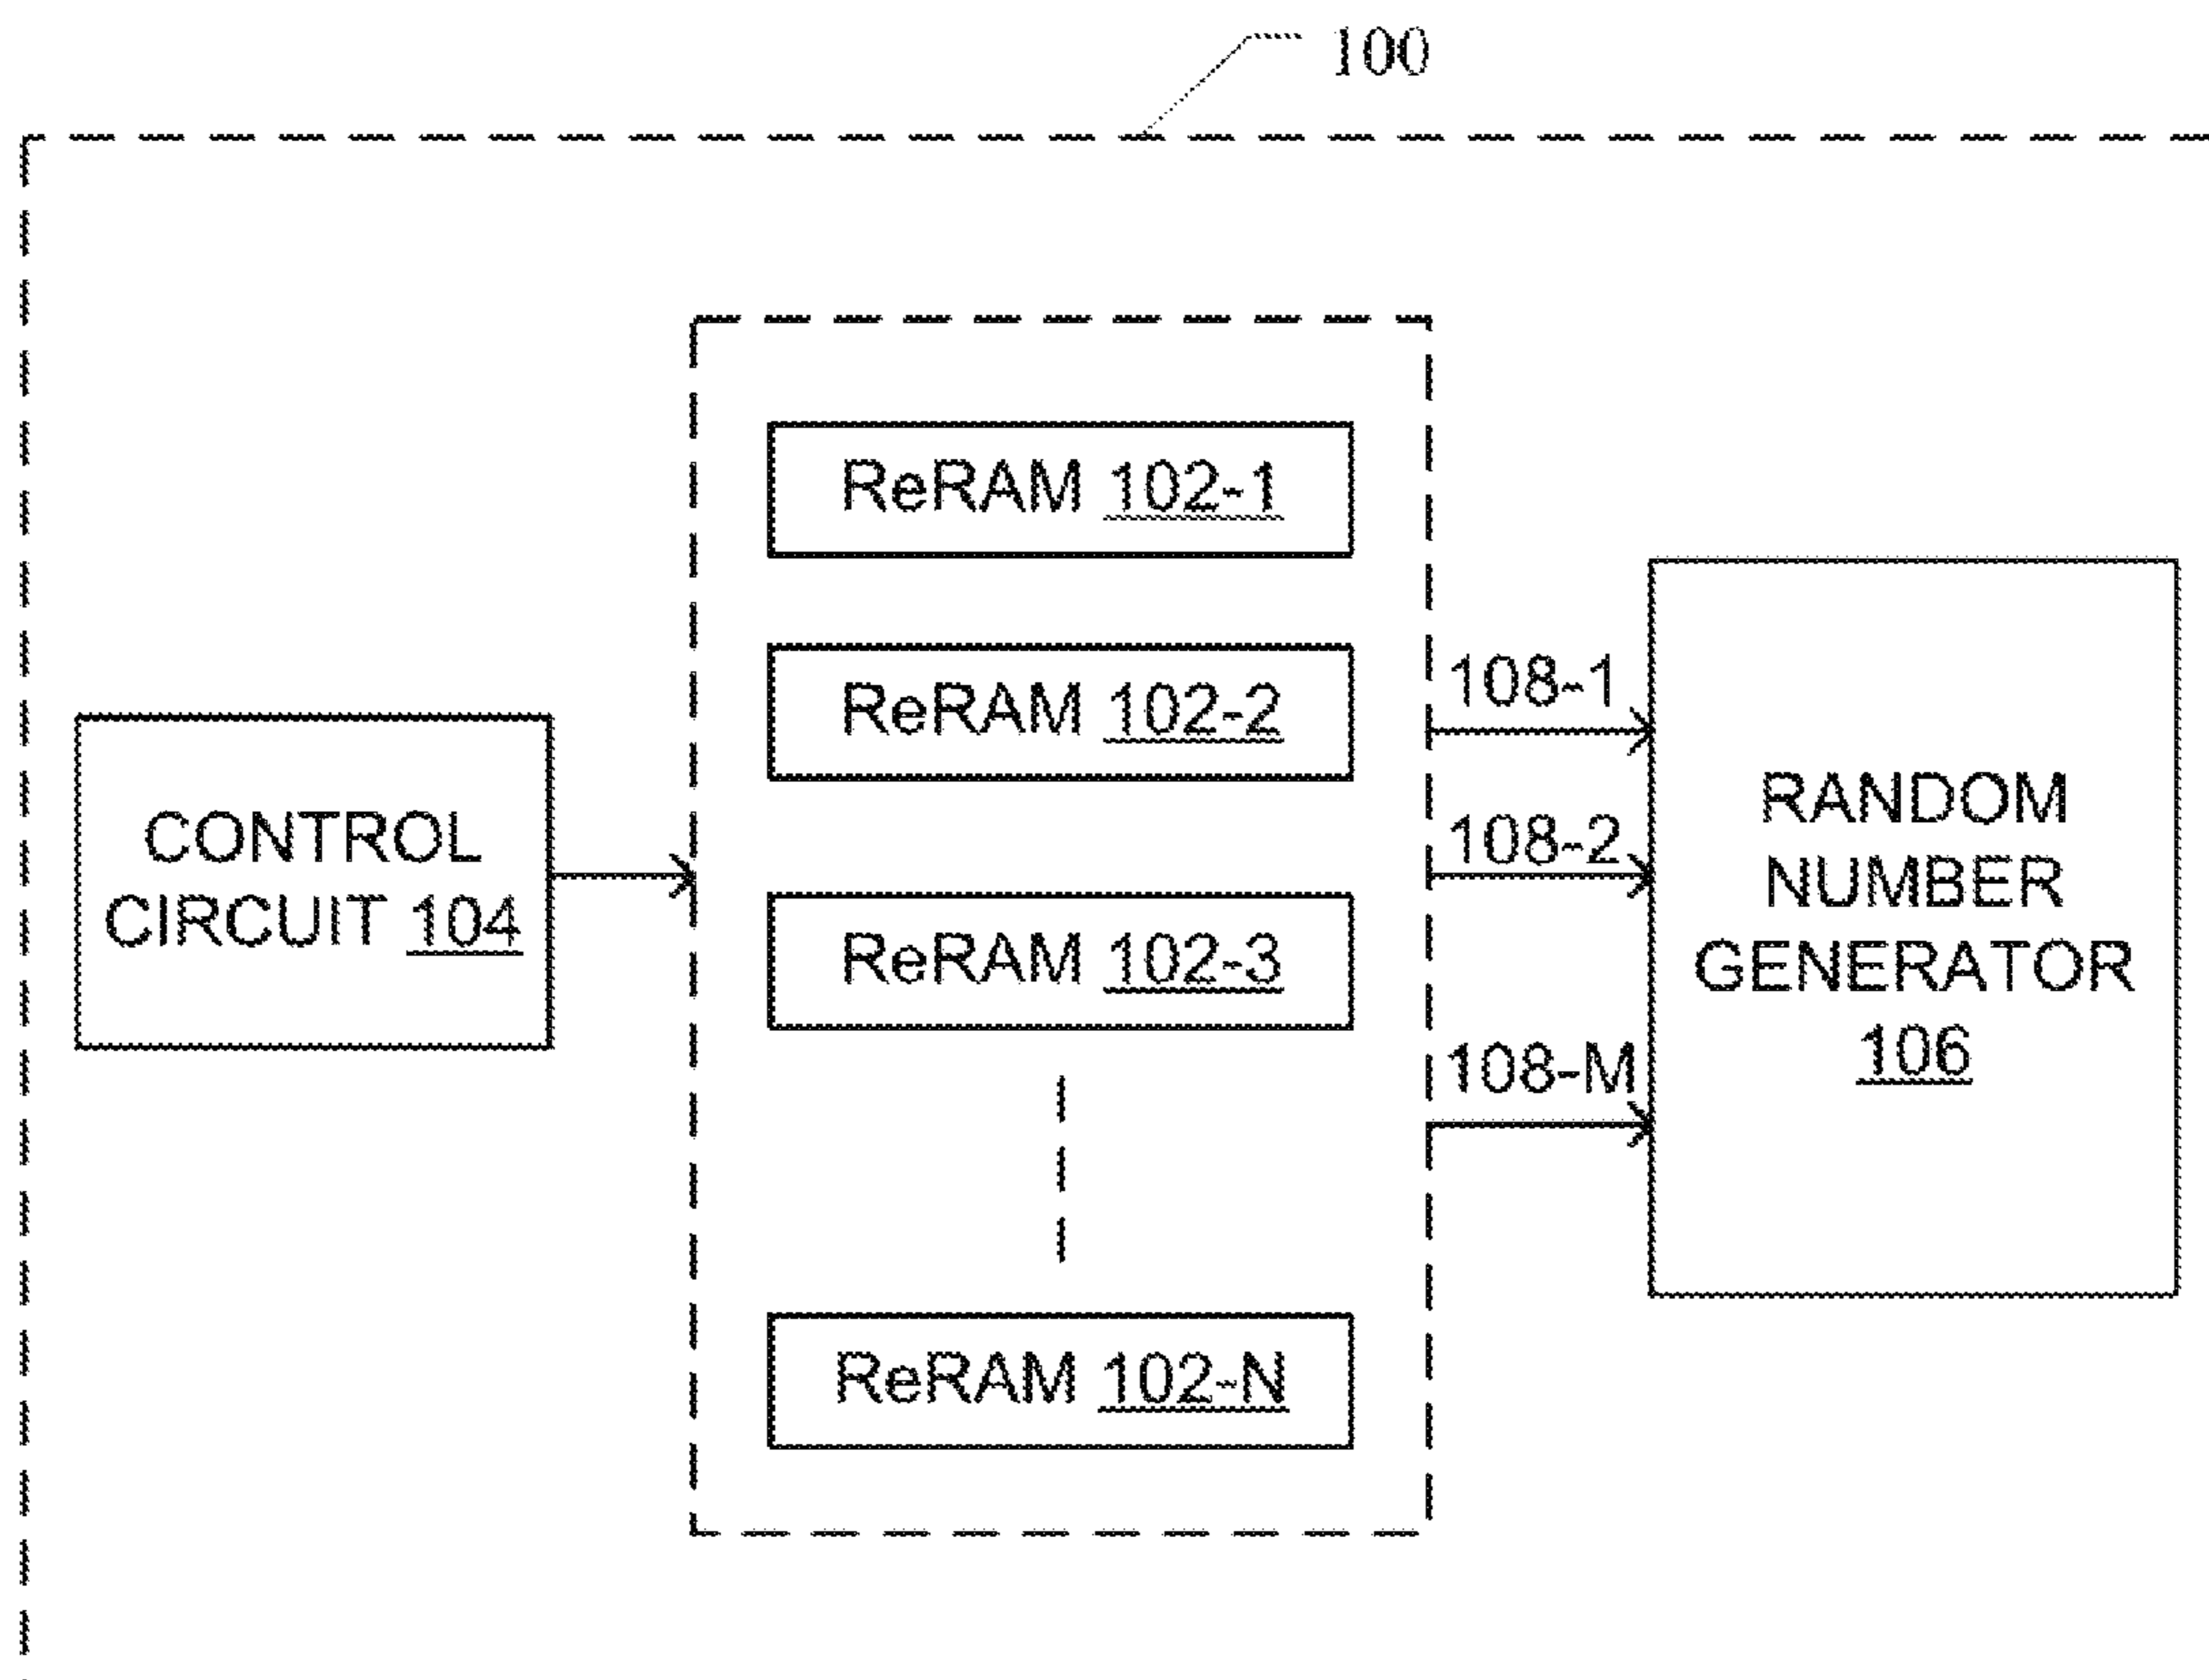 100
ReRAM 102-1
ReRAM 102-2
ReRAM 102-3
ReRAM 102-N
CONTROL
CIRCUIT 104
108-1
108-2
108-M
RANDOM
NUMBER
GENERATOR
106